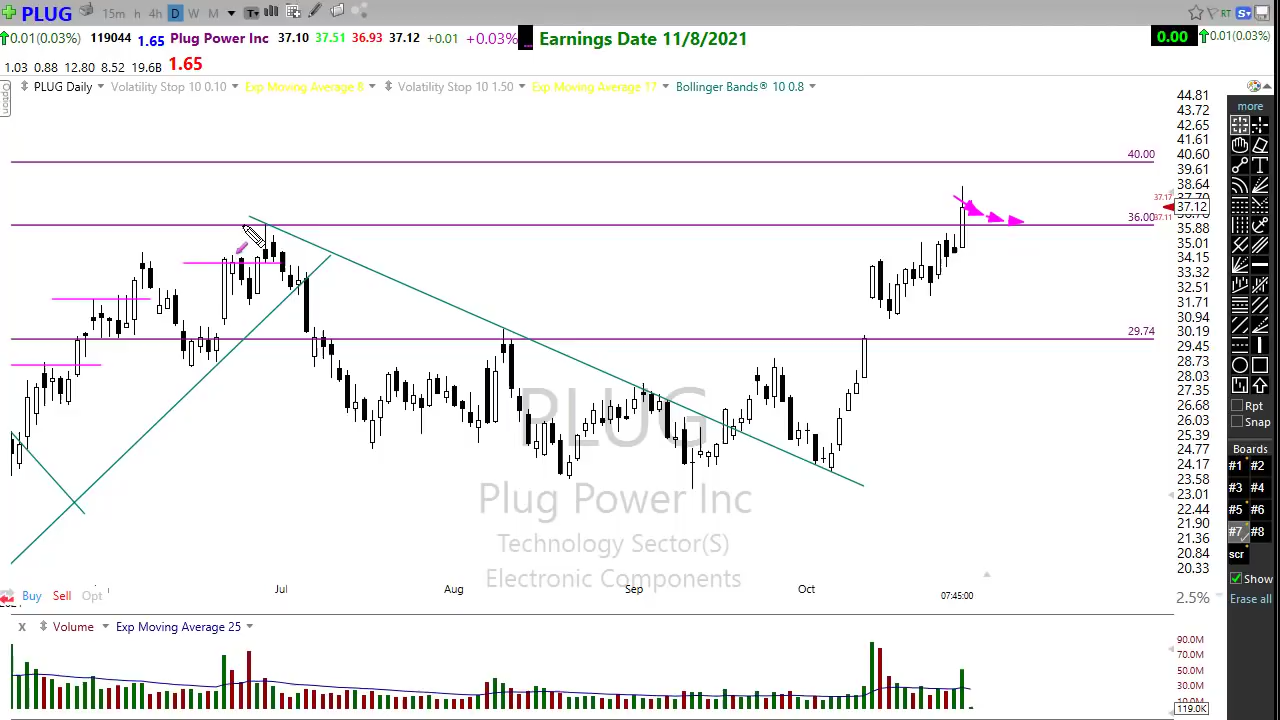 PLUG 15m h 4h D W M T S
0.01(0.03%) 119044 1.65 Plug Power Inc 37.10 37.51 36.93 37.12 +0.01 +0.03% Earnings Date 11/8/2021 0.00 0.01(0.03%)
RT
1.03 0.88 12.80 8.52 19.6B 1.65
Option
PLUG Daily Volatility Stop 10 0.10 Exp Moving Average 8 Volatility Stop 10 1.50 Exp Moving Average 17 Bollinger Bands® 10 0.8
44.81
43.72
42.65
41.61
40.60
39.61
38.64
37.12
35.88
35.01
34.15
33.32
32.51
31.71
30.94
30.19
29.45
28.73
28.03
27.35
26.68
26.03
25.39
24.77
24.17
23.58
23.01
22.44
21.90
21.36
20.84
20.33
40.00
37.17
36.00
37.11
29.74
PLUG
Plug Power Inc
Technology Sector(S)
Electronic Components
Jul Aug Sep Oct 07:45:00
Buy Sell Opt
2.5%
X Volume Exp Moving Average 25
90.0M
70.0M
50.0M
30.0M
119.0K
more
T
Rpt
Snap
Boards
#1 #2
#3 #4
#5 #6
#7 #8
scr
Show
Erase all